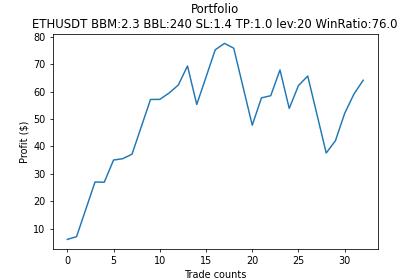 Portfolio
ETHUSDT BBM:2.3 BBL:240 SL:1.4 TP:1.0 lev:20 WinRatio:76.0
80
70
60
50
40
30
20
10
Profit ($)
0 5 10 15 20 25 30
Trade counts